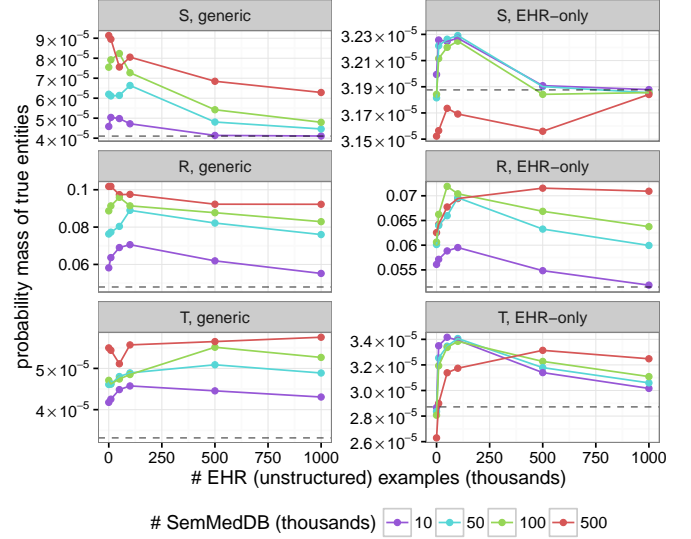 S, generic
S, EHR−only
9 × 10⁻⁵
8 × 10⁻⁵
7 × 10⁻⁵
6 × 10⁻⁵
5 × 10⁻⁵
4 × 10⁻⁵
3.23 × 10⁻⁵
3.21 × 10⁻⁵
3.19 × 10⁻⁵
3.17 × 10⁻⁵
3.15 × 10⁻⁵
R, generic
R, EHR−only
0.1
0.08
0.06
0.07
0.065
0.06
0.055
probability mass of true entities
T, generic
T, EHR−only
5 × 10⁻⁵
4 × 10⁻⁵
3.4 × 10⁻⁵
3.2 × 10⁻⁵
3.0 × 10⁻⁵
2.8 × 10⁻⁵
2.6 × 10⁻⁵
0 250 500 750 1000 0 250 500 750 1000
# EHR (unstructured) examples (thousands)
# SemMedDB (thousands) 10 50 100 500